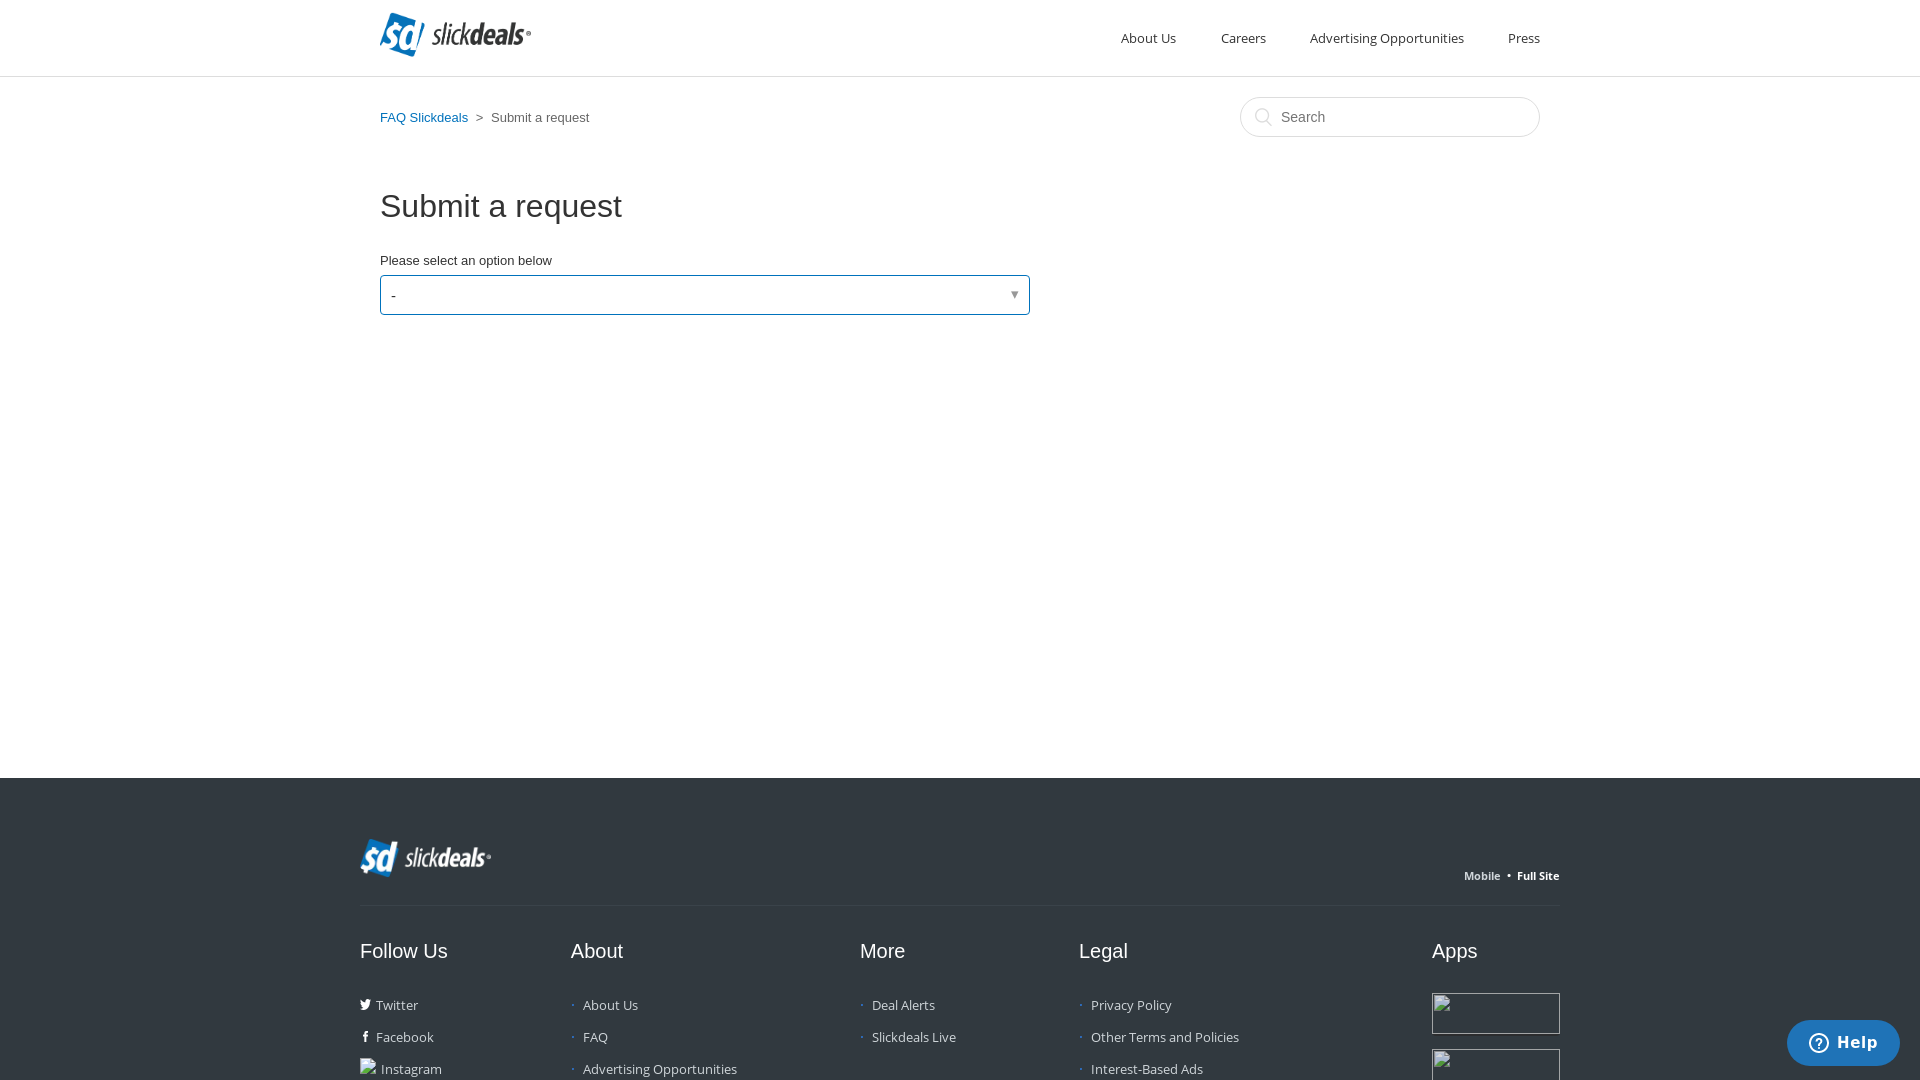 $d slickdeals®
About Us Careers Advertising Opportunities Press
FAQ Slickdeals > Submit a request
Search
Submit a request
Please select an option below
-
$d slickdeals®
Mobile • Full Site
Follow Us About More Legal Apps
Twitter About Us Deal Alerts Privacy Policy
Facebook FAQ Slickdeals Live Other Terms and Policies
Help
Instagram Advertising Opportunities Interest-Based Ads